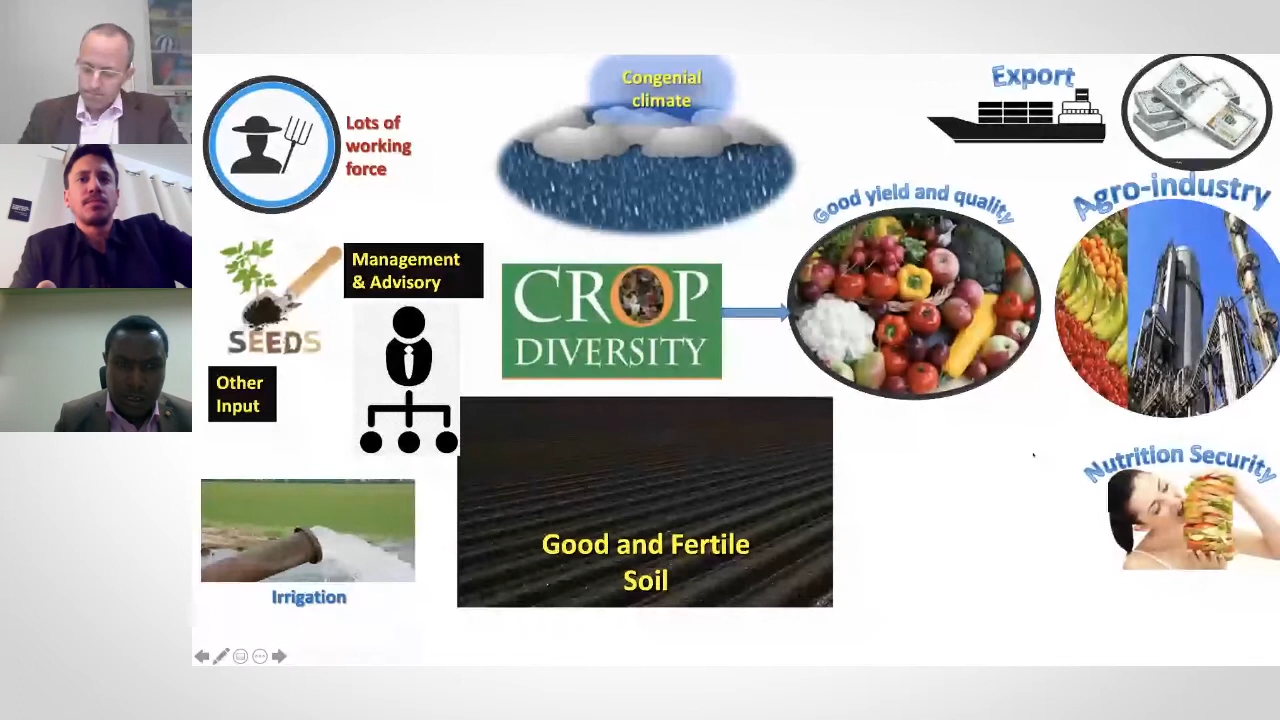 Congenial
climate
Export
Lots of
working
force
Good yield and quality
Agro-industry
Management
& Advisory
CROP
DIVERSITY
SEEDS
Other
Input
Nutrition Security
Good and Fertile
Soil
Irrigation